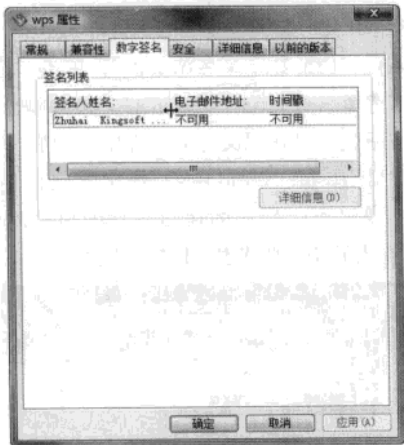 wps 属性
常规 兼容性 数字签名 安全 详细信息 以前的版本
签名列表
签名人姓名: 电子邮件地址: 时间戳
Zhuhai Kingsoft ... 不可用 不可用
详细信息(D)
确定 取消 应用(A)